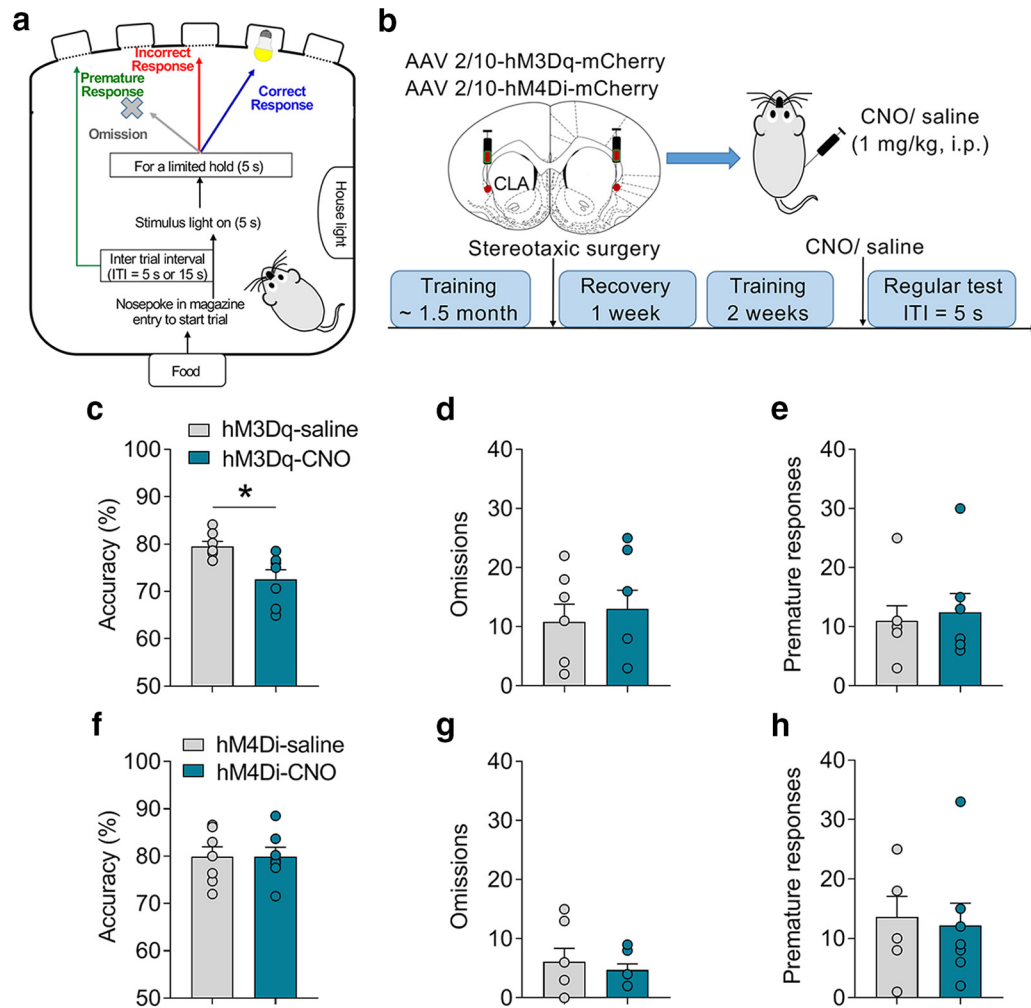 a
Incorrect
Response
Premature
Response
Correct
Response
Omission
For a limited hold (5 s)
House light
Stimulus light on (5 s)
Inter trial interval
(ITI = 5 s or 15 s)
Nosepoke in magazine
entry to start trial
Food
b
AAV 2/10-hM3Dq-mCherry
AAV 2/10-hM4Di-mCherry
CLA
CNO/ saline
(1 mg/kg, i.p.)
Stereotaxic surgery
CNO/ saline
Training
~ 1.5 month
Recovery
1 week
Training
2 weeks
Regular test
ITI = 5 s
c
hM3Dq-saline
hM3Dq-CNO
*
Accuracy (%)
100
90
80
70
60
50
d
Omissions
40
30
20
10
0
e
Premature responses
40
30
20
10
0
f
hM4Di-saline
hM4Di-CNO
Accuracy (%)
100
90
80
70
60
50
g
Omissions
40
30
20
10
0
h
Premature responses
40
30
20
10
0